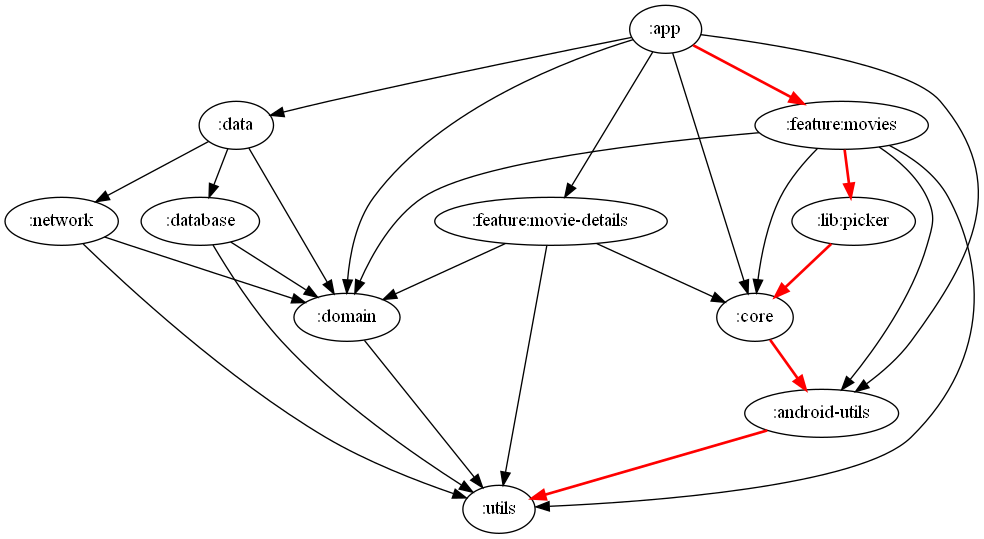 :app
:data
:feature:movies
:network
:database
:feature:movie-details
:lib:picker
:domain
:core
:android-utils
:utils